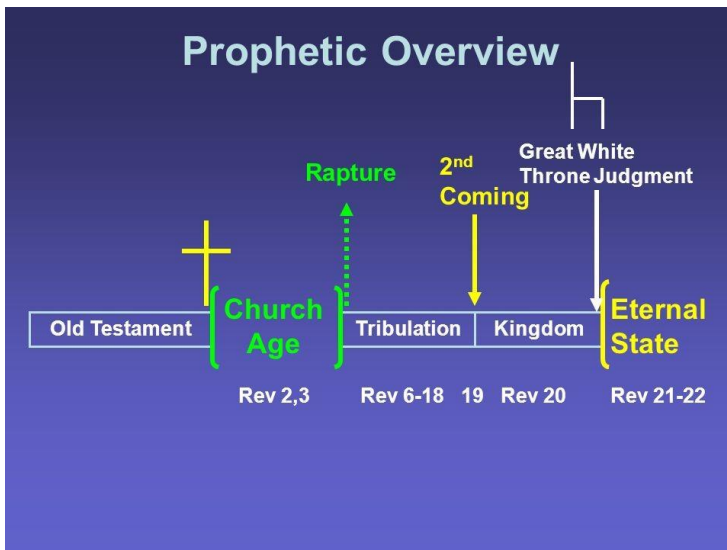 Prophetic Overview
Great White
Throne Judgment
2nd
Coming
Rapture
Old Testament
Church
Age
Tribulation
Kingdom
Eternal
State
Rev 2,3
Rev 6-18
19
Rev 20
Rev 21-22